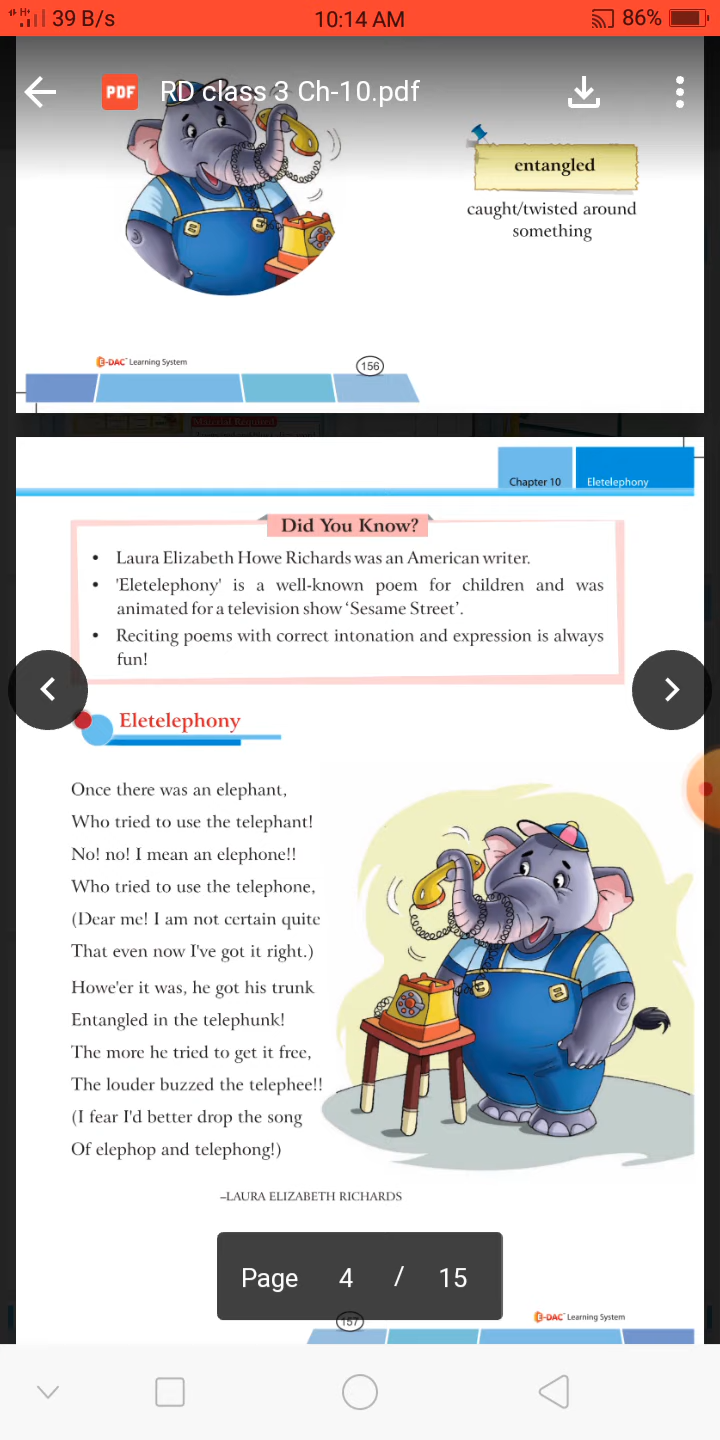 39 B/s 10:14 AM 86%
PDF RD class 3 Ch-10.pdf
entangled
caught/twisted around
something
E-DAC Learning System
156
Material Required
Chapter 10 Eletelephony
Did You Know?
• Laura Elizabeth Howe Richards was an American writer.
• 'Eletelephony' is a well-known poem for children and was
animated for a television show ‘Sesame Street’.
• Reciting poems with correct intonation and expression is always
fun!
Eletelephony
Once there was an elephant,
Who tried to use the telephant!
No! no! I mean an elephone!!
Who tried to use the telephone,
(Dear me! I am not certain quite
That even now I've got it right.)
Howe'er it was, he got his trunk
Entangled in the telephunk!
The more he tried to get it free,
The louder buzzed the telephee!!
(I fear I'd better drop the song
Of elephop and telephong!)
–LAURA ELIZABETH RICHARDS
Page 4 / 15
157
E-DAC Learning System